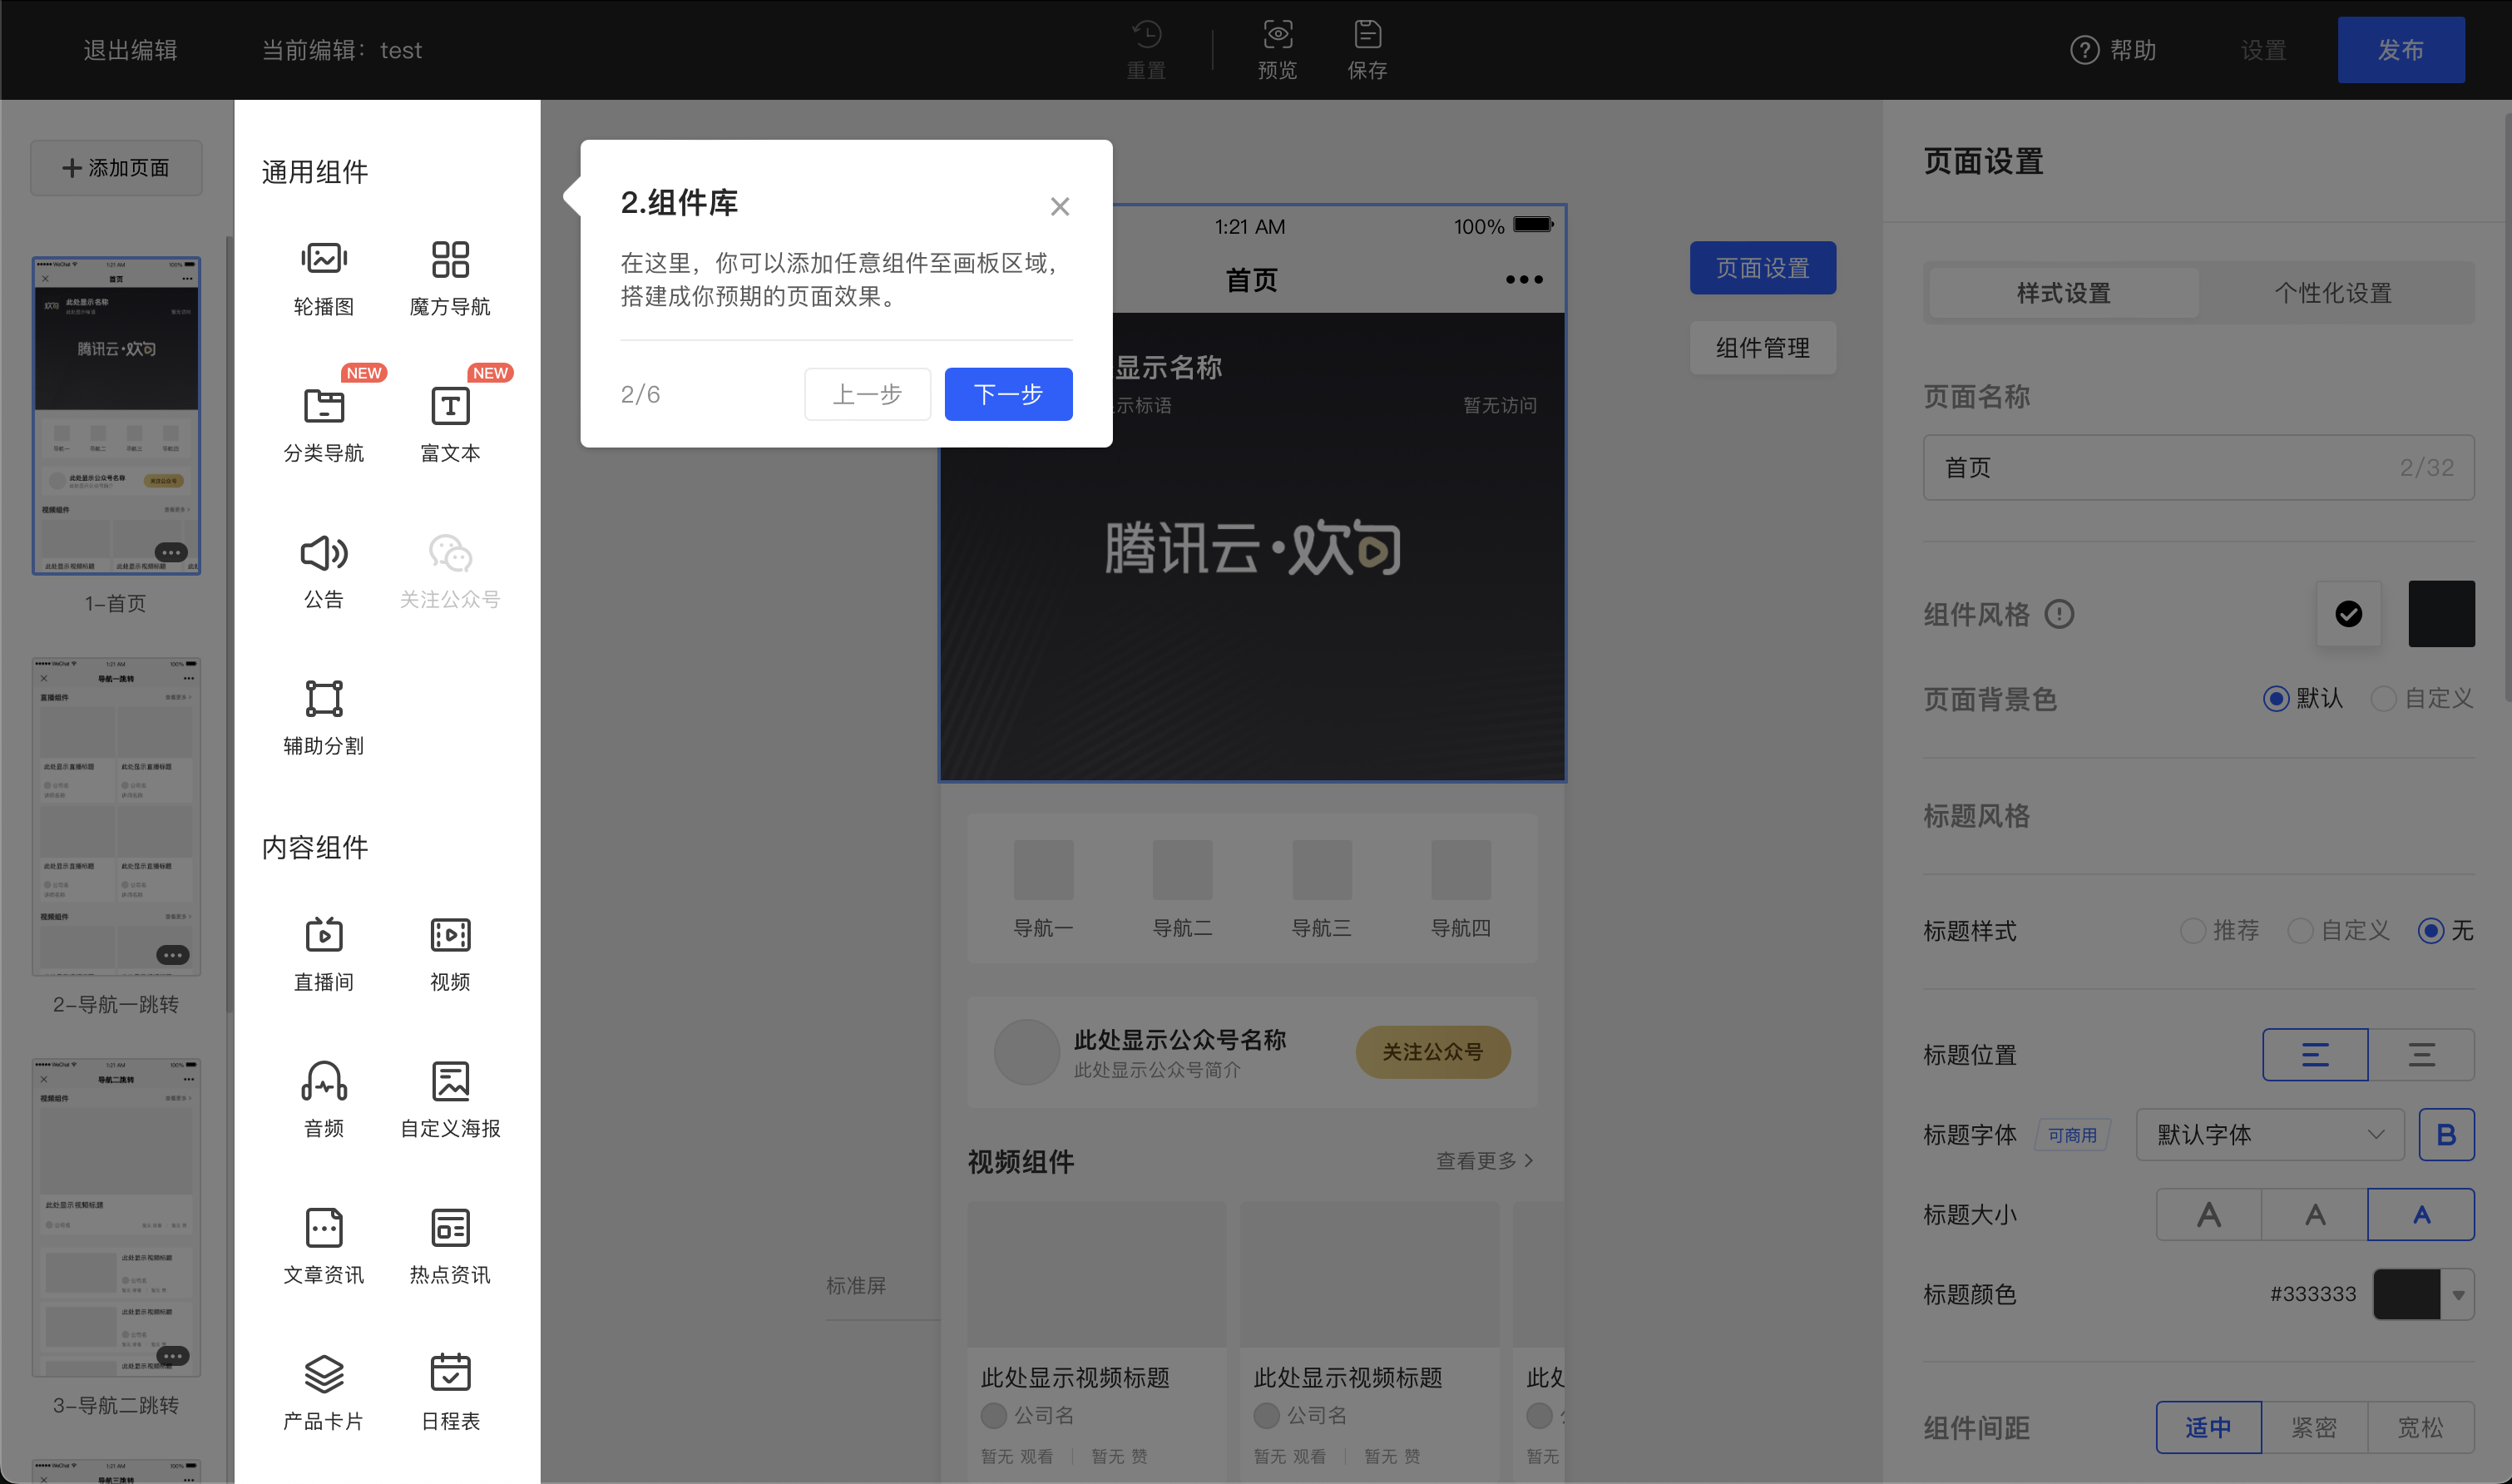 退出编辑
当前编辑：test
重置
预览
保存
帮助
设置
发布
添加页面
1-首页
2-导航一跳转
3-导航二跳转
通用组件
轮播图
魔方导航
NEW
NEW
分类导航
富文本
公告
关注公众号
辅助分割
内容组件
直播间
视频
音频
自定义海报
文章资讯
热点资讯
产品卡片
日程表
2.组件库
在这里，你可以添加任意组件至画板区域，
搭建成你预期的页面效果。
2/6
上一步
下一步
1:21 AM
100%
首页
显示名称
示标语
暂无访问
腾讯云·欢句
导航一
导航二
导航三
导航四
此处显示公众号名称
此处显示公众号简介
关注公众号
视频组件
查看更多
标准屏
此处显示视频标题
公司名
暂无 观看
暂无 赞
此处显示视频标题
公司名
暂无 观看
暂无 赞
此处
暂无
页面设置
组件管理
页面设置
样式设置
个性化设置
页面名称
首页
2/32
组件风格
页面背景色
默认
自定义
标题风格
标题样式
推荐
自定义
无
标题位置
标题字体
可商用
默认字体
B
标题大小
A
A
A
标题颜色
#333333
组件间距
适中
紧密
宽松